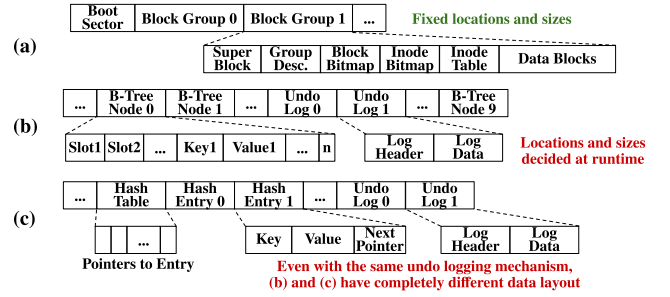 Boot
Sector
Block Group 0
Block Group 1
...
Fixed locations and sizes
(a)
Super
Block
Group
Desc.
Block
Bitmap
Inode
Bitmap
Inode
Table
Data Blocks
...
B-Tree
Node 0
B-Tree
Node 1
...
Undo
Log 0
Undo
Log 1
...
B-Tree
Node 9
(b)
Slot1
Slot2
...
Key1
Value1
...
n
Log
Header
Log
Data
Locations and sizes
decided at runtime
...
Hash
Table
Hash
Entry 0
Hash
Entry 1
...
Undo
Log 0
Undo
Log 1
(c)
...
Pointers to Entry
Key
Value
Next
Pointer
Log
Header
Log
Data
Even with the same undo logging mechanism,
(b) and (c) have completely different data layout